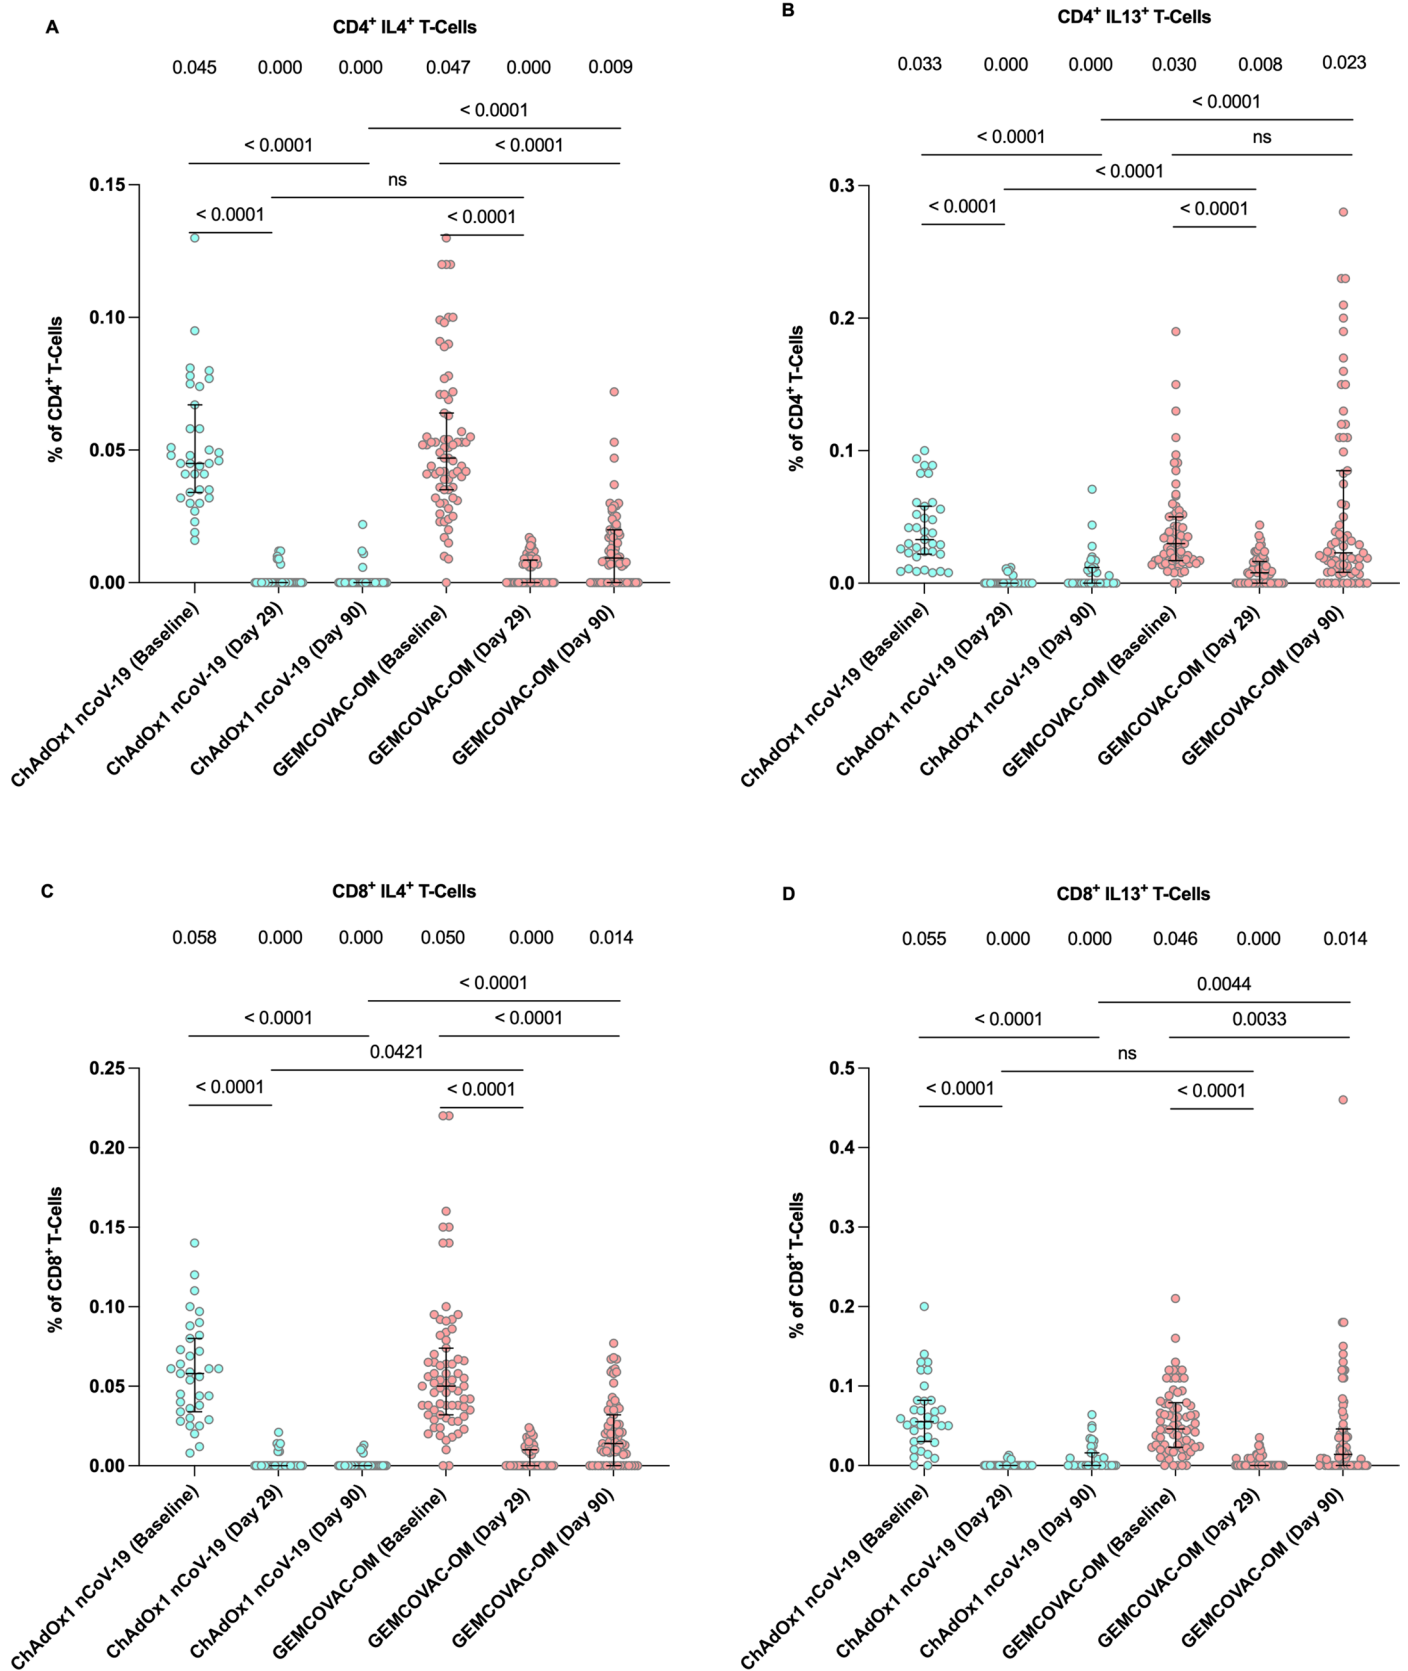 A
CD4+ IL4+ T-Cells
0.045 0.000 0.000 0.047 0.000 0.009
< 0.0001
< 0.0001 < 0.0001
ns
< 0.0001 < 0.0001
0.15
0.10
0.05
0.00
% of CD4+ T-Cells
ChAdOx1 nCoV-19 (Baseline)
ChAdOx1 nCoV-19 (Day 29)
ChAdOx1 nCoV-19 (Day 90)
GEMCOVAC-OM (Baseline)
GEMCOVAC-OM (Day 29)
GEMCOVAC-OM (Day 90)
B
CD4+ IL13+ T-Cells
0.033 0.000 0.000 0.030 0.008 0.023
< 0.0001
< 0.0001 ns
< 0.0001
< 0.0001 < 0.0001
0.3
0.2
0.1
0.0
% of CD4+ T-Cells
ChAdOx1 nCoV-19 (Baseline)
ChAdOx1 nCoV-19 (Day 29)
ChAdOx1 nCoV-19 (Day 90)
GEMCOVAC-OM (Baseline)
GEMCOVAC-OM (Day 29)
GEMCOVAC-OM (Day 90)
C
CD8+ IL4+ T-Cells
0.058 0.000 0.000 0.050 0.000 0.014
< 0.0001
< 0.0001 < 0.0001
0.0421
< 0.0001 < 0.0001
0.25
0.20
0.15
0.10
0.05
0.00
% of CD8+ T-Cells
ChAdOx1 nCoV-19 (Baseline)
ChAdOx1 nCoV-19 (Day 29)
ChAdOx1 nCoV-19 (Day 90)
GEMCOVAC-OM (Baseline)
GEMCOVAC-OM (Day 29)
GEMCOVAC-OM (Day 90)
D
CD8+ IL13+ T-Cells
0.055 0.000 0.000 0.046 0.000 0.014
0.0044
< 0.0001 0.0033
ns
< 0.0001 < 0.0001
0.5
0.4
0.3
0.2
0.1
0.0
% of CD8+ T-Cells
ChAdOx1 nCoV-19 (Baseline)
ChAdOx1 nCoV-19 (Day 29)
ChAdOx1 nCoV-19 (Day 90)
GEMCOVAC-OM (Baseline)
GEMCOVAC-OM (Day 29)
GEMCOVAC-OM (Day 90)